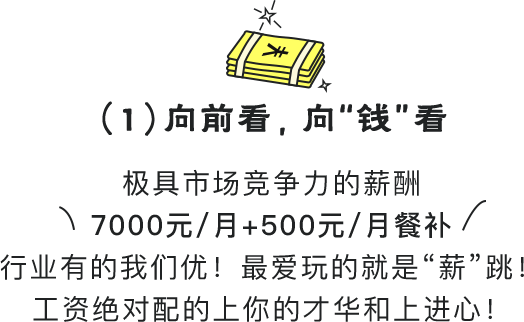 （1）向前看，向“钱”看
极具市场竞争力的薪酬
7000元/月+500元/月餐补
行业有的我们优！最爱玩的就是“薪”跳！
工资绝对配的上你的才华和上进心！